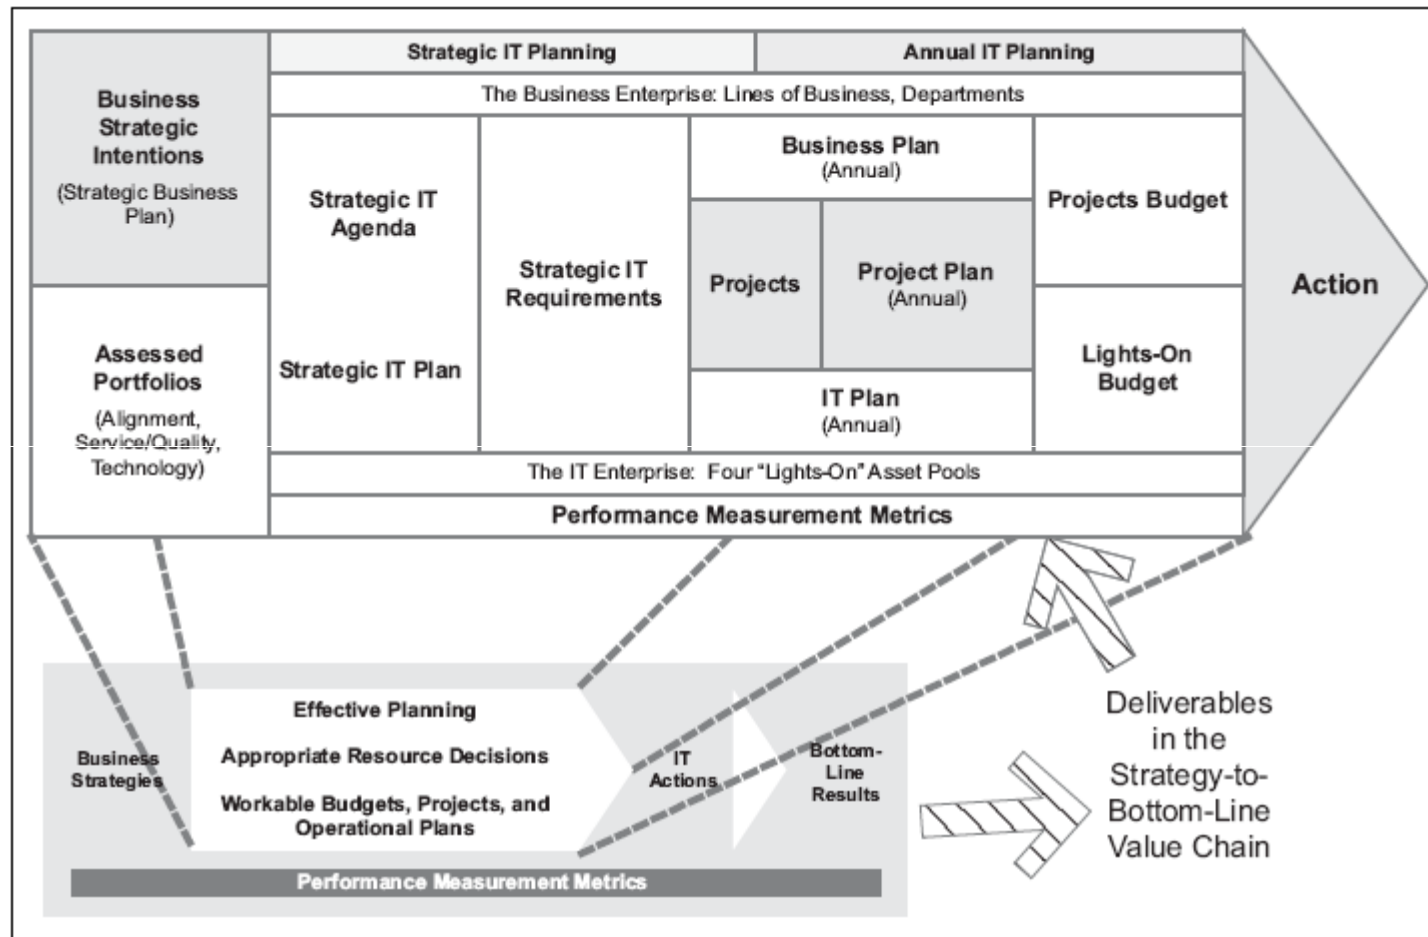 Strategic IT Planning
Annual IT Planning
The Business Enterprise: Lines of Business, Departments
Business
Strategic
Intentions
(Strategic Business
Plan)
Assessed
Portfolios
(Alignment,
Service/Quality,
Technology)
Strategic IT
Agenda
Strategic IT Plan
Strategic IT
Requirements
Business Plan
(Annual)
Projects
Project Plan
(Annual)
IT Plan
(Annual)
Projects Budget
Lights-On
Budget
Action
The IT Enterprise: Four "Lights-On" Asset Pools
Performance Measurement Metrics
Business
Strategies
Effective Planning
Appropriate Resource Decisions
Workable Budgets, Projects, and
Operational Plans
IT
Actions
Bottom-
Line
Results
Performance Measurement Metrics
Deliverables
in the
Strategy-to-
Bottom-Line
Value Chain